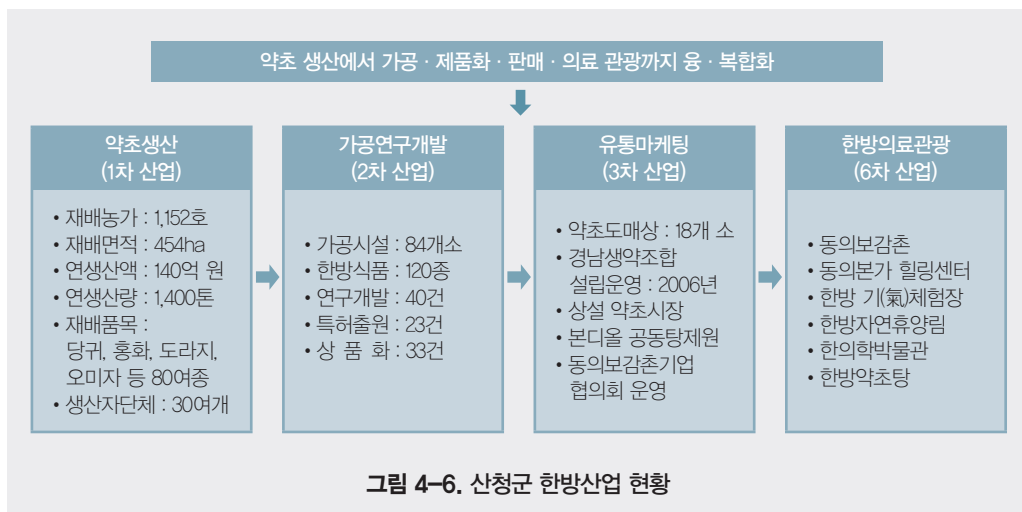 약초 생산에서 가공 · 제품화 · 판매 · 의료 관광까지 융 · 복합화
약초생산
(1차 산업)
• 재배농가 : 1,152호
• 재배면적 : 454ha
• 연생산액 : 140억 원
• 연생산량 : 1,400톤
• 재배품목 :
당귀, 홍화, 도라지,
오미자 등 80여종
• 생산자단체 : 30여개
가공연구개발
(2차 산업)
• 가공시설 : 84개소
• 한방식품 : 120종
• 연구개발 : 40건
• 특허출원 : 23건
• 상 품 화 : 33건
유통마케팅
(3차 산업)
• 약초도매상 : 18개 소
• 경남생약조합
설립운영 : 2006년
• 상설 약초시장
• 본디올 공동탕제원
• 동의보감촌기업
협의회 운영
한방의료관광
(6차 산업)
• 동의보감촌
• 동의본가 힐링센터
• 한방 기(氣)체험장
• 한방자연휴양림
• 한의학박물관
• 한방약초탕
그림 4-6. 산청군 한방산업 현황